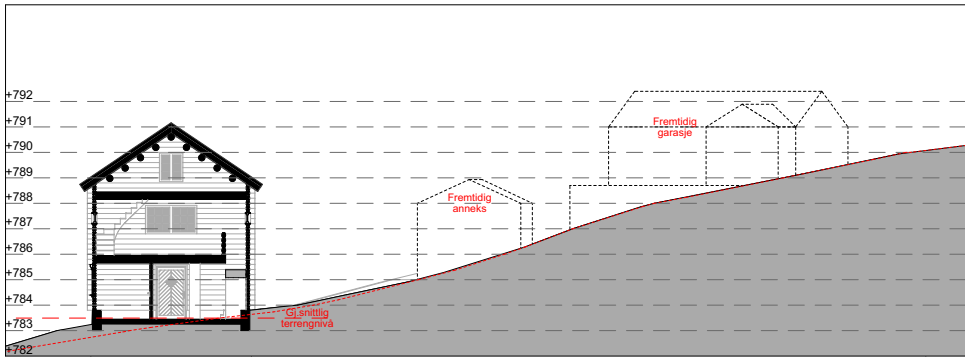 +792
+791
Fremtidig
garasje
+790
+789
+788
Fremtidig
anneks
+787
+786
+785
+784
Gj.snittlig
terrengnivå
+783
+782